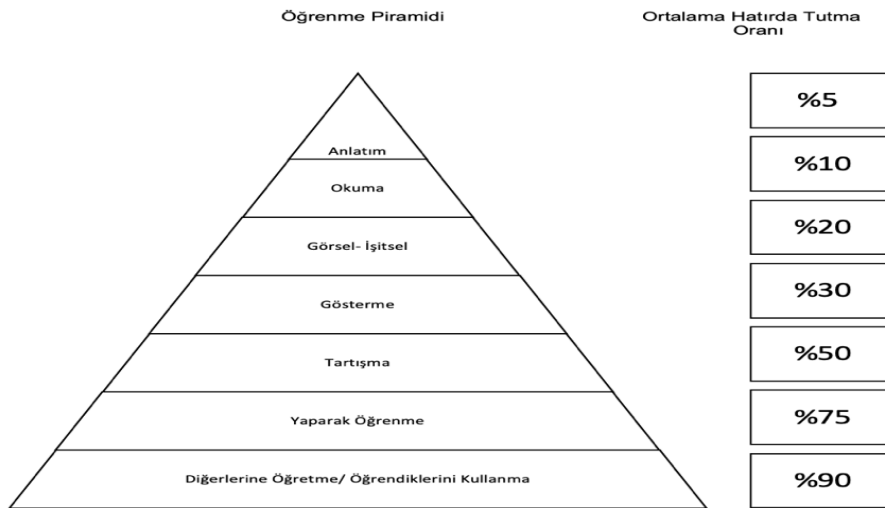 Öğrenme Piramidi
Ortalama Hatırda Tutma
Oranı
Anlatım
%5
Okuma
%10
Görsel- İşitsel
%20
Gösterme
%30
Tartışma
%50
Yaparak Öğrenme
%75
Diğerlerine Öğretme/ Öğrendiklerini Kullanma
%90